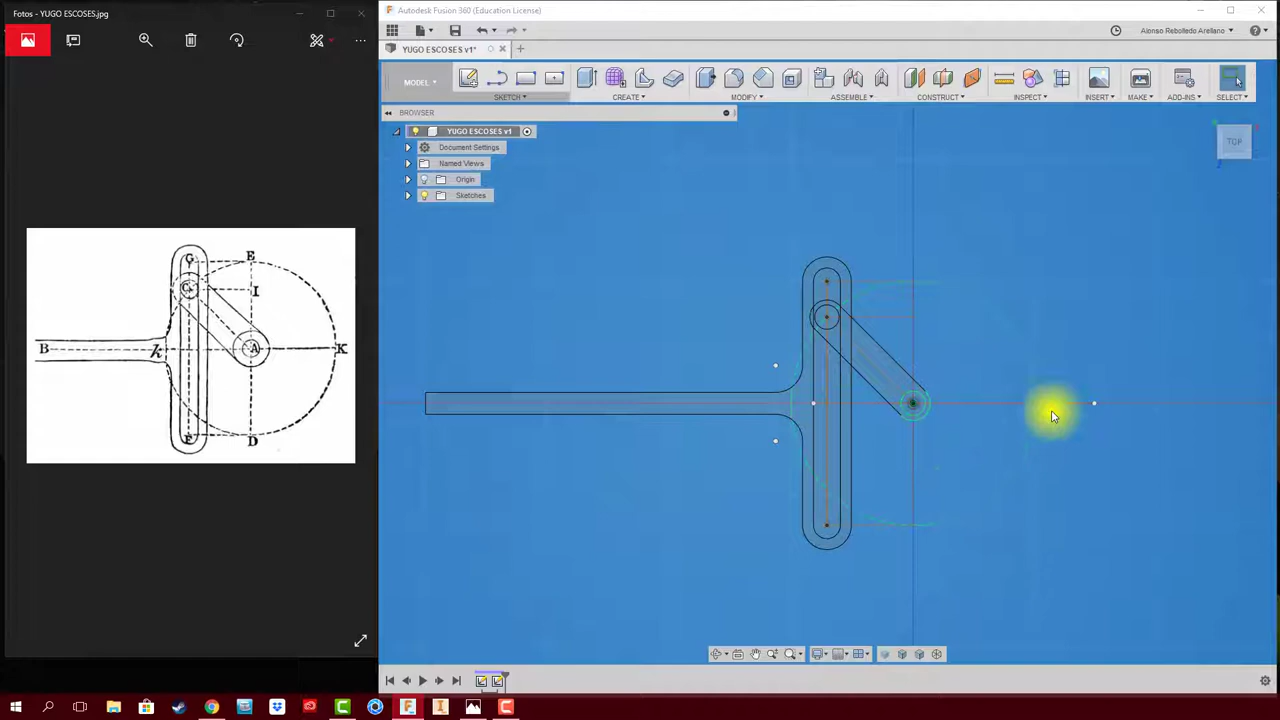 Fotos - YUGO ESCOSES.jpg
Autodesk Fusion 360 (Education License)
Alonso Rebolledo Arellano
YUGO ESCOSES v1*
MODEL
SKETCH
CREATE
MODIFY
ASSEMBLE
CONSTRUCT
INSPECT
INSERT
MAKE
ADD-INS
SELECT
BROWSER
YUGO ESCOSES v1
Document Settings
Named Views
Origin
Sketches
TOP
G
E
C
I
B
k
A
K
F
D